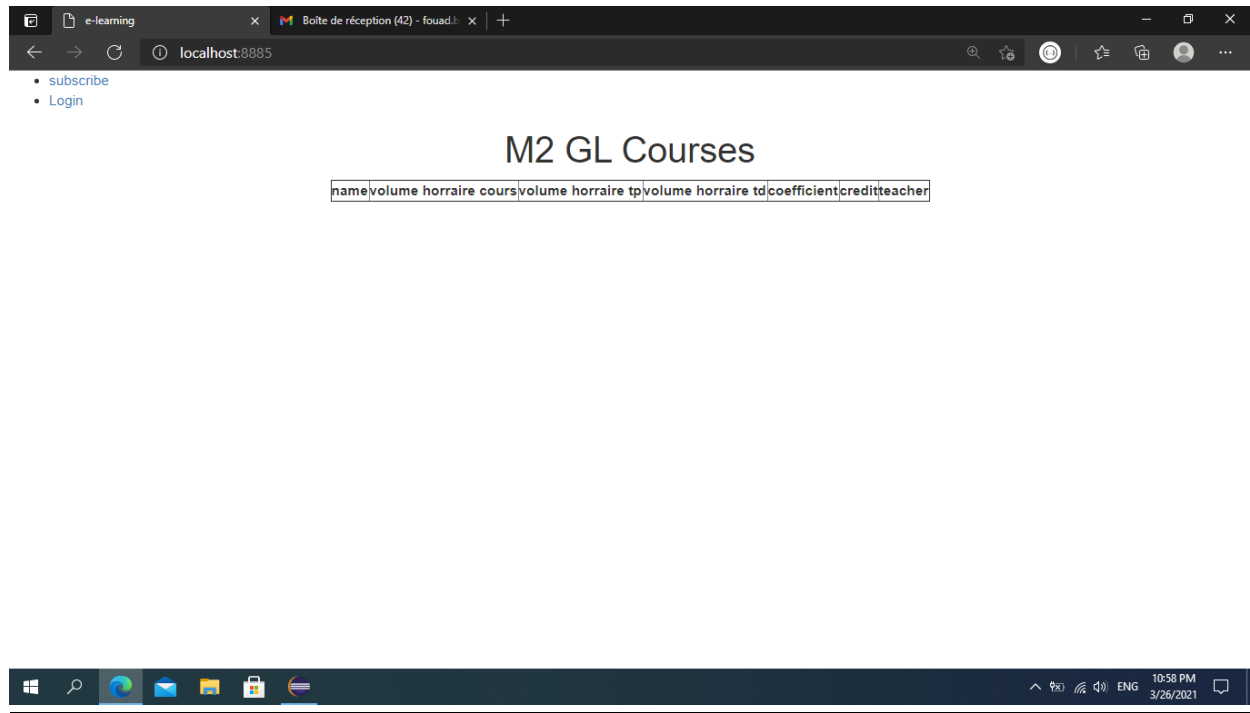 e-learning
Boîte de réception (42) - fouad.b
localhost:8885
subscribe
Login
M2 GL Courses
name volume horraire cours volume horraire tp volume horraire td coefficient credit teacher
ENG
10:58 PM
3/26/2021